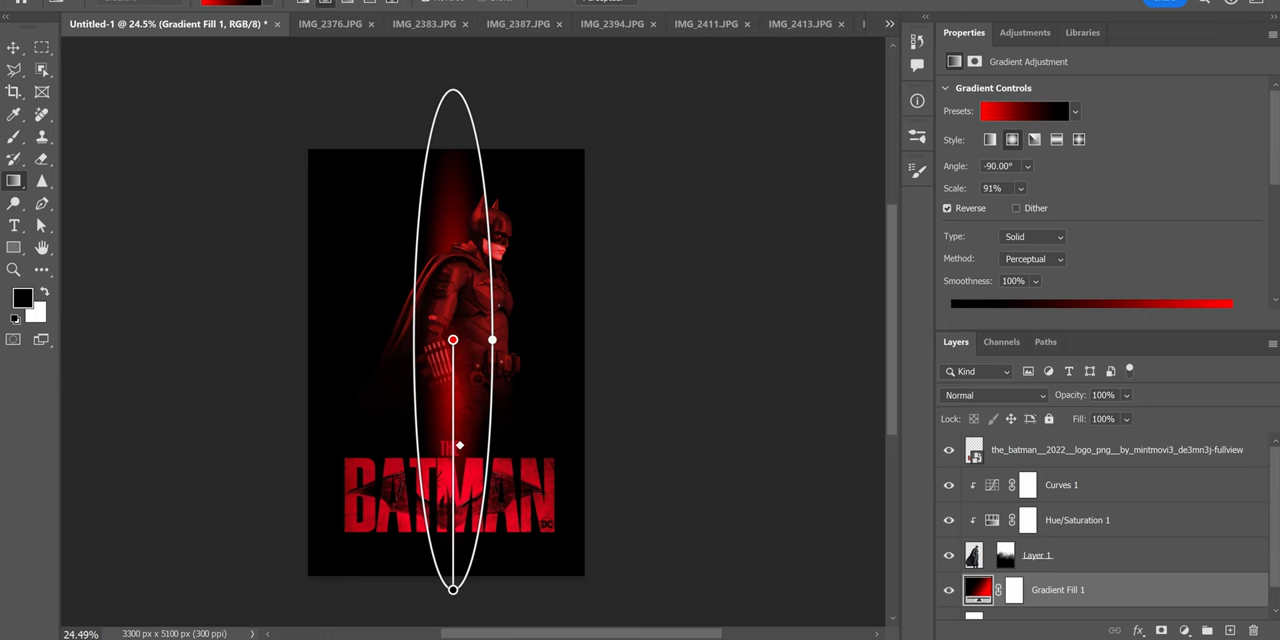 Untitled-1 @ 24.5% (Gradient Fill 1, RGB/8) *
IMG_2376.JPG
IMG_2383.JPG
IMG_2387.JPG
IMG_2394.JPG
IMG_2411.JPG
IMG_2413.JPG
Properties
Adjustments
Libraries
Gradient Adjustment
Gradient Controls
Presets:
Style:
Angle: -90.00°
Scale: 91%
Reverse
Dither
Type: Solid
Method: Perceptual
Smoothness: 100%
THE
BATMAN
DC
Layers
Channels
Paths
Kind
Normal
Opacity: 100%
Lock:
Fill: 100%
the_batman__2022__logo_png__by_mintmovi3_de3mn3j-fullview
Curves 1
Hue/Saturation 1
Layer 1
Gradient Fill 1
24.49%
3300 px x 5100 px (300 ppi)